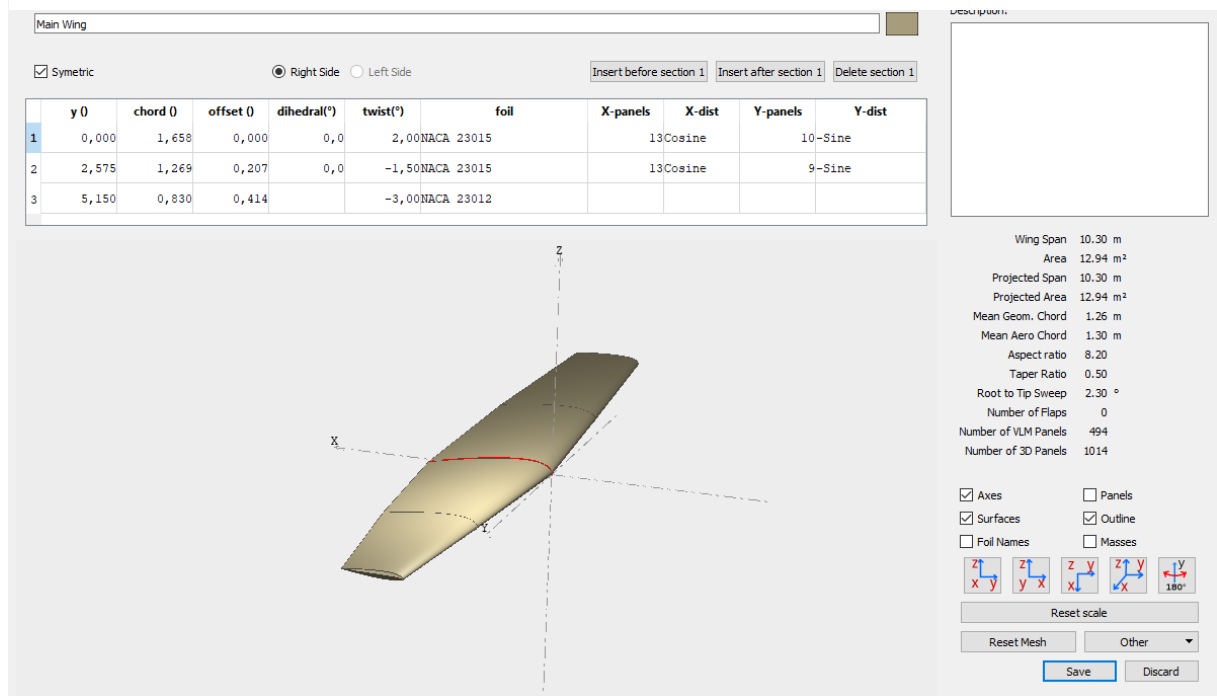 Description:
Main Wing
Symetric Right Side Left Side Insert before section 1 Insert after section 1 Delete section 1
y () chord () offset () dihedral(°) twist(°) foil X-panels X-dist Y-panels Y-dist
1 0,000 1,658 0,000 0,0 2,00 NACA 23015 13 Cosine 10 -Sine
2 2,575 1,269 0,207 0,0 -1,50 NACA 23015 13 Cosine 9 -Sine
3 5,150 0,830 0,414 -3,00 NACA 23012
Z
X
Y
Wing Span 10.30 m
Area 12.94 m²
Projected Span 10.30 m
Projected Area 12.94 m²
Mean Geom. Chord 1.26 m
Mean Aero Chord 1.30 m
Aspect ratio 8.20
Taper Ratio 0.50
Root to Tip Sweep 2.30 °
Number of Flaps 0
Number of VLM Panels 494
Number of 3D Panels 1014
Axes Panels
Surfaces Outline
Foil Names Masses
z x y z y x z y x z y x y 180°
Reset scale
Reset Mesh Other
Save Discard